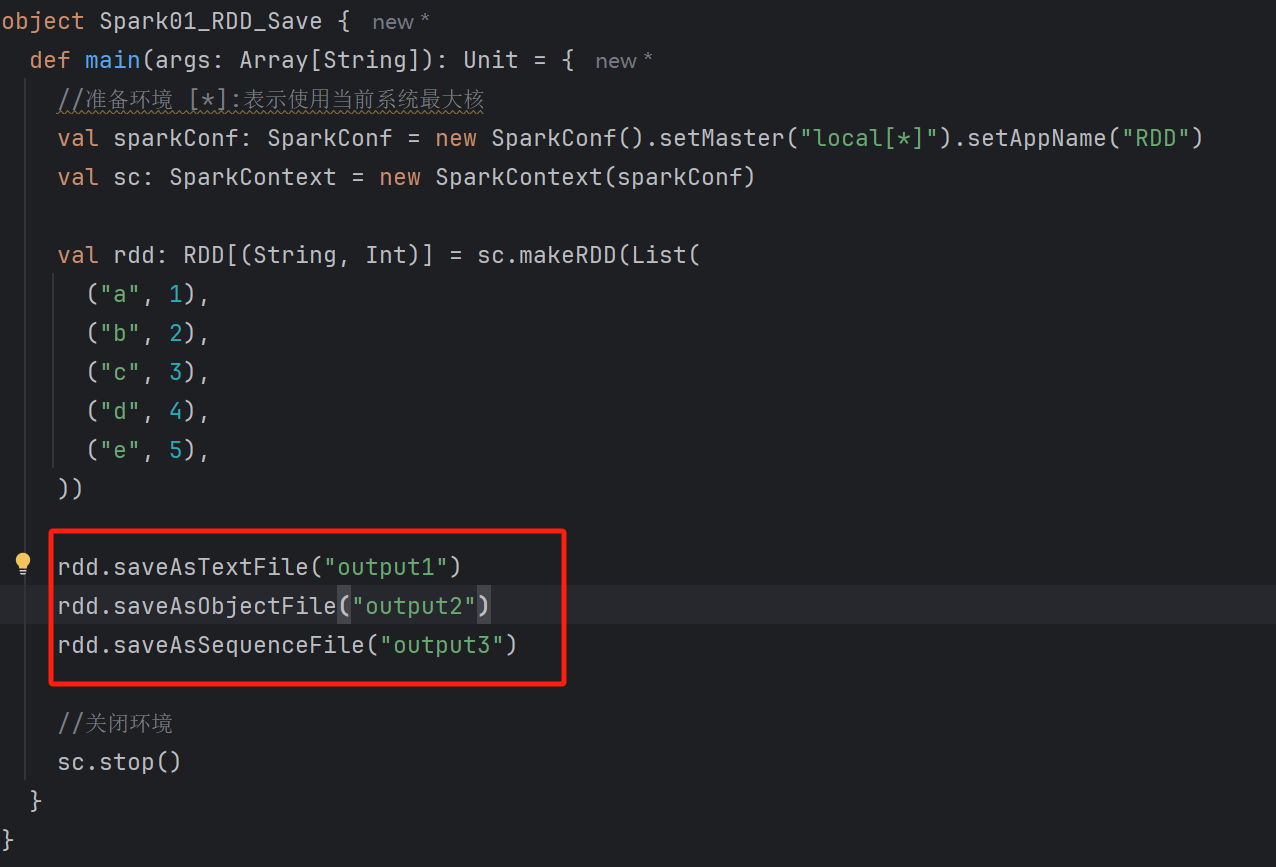 object Spark01_RDD_Save {  new *
  def main(args: Array[String]): Unit = {  new *
    //准备环境 [*]:表示使用当前系统最大核
    val sparkConf: SparkConf = new SparkConf().setMaster("local[*]").setAppName("RDD")
    val sc: SparkContext = new SparkContext(sparkConf)
    val rdd: RDD[(String, Int)] = sc.makeRDD(List(
      ("a", 1),
      ("b", 2),
      ("c", 3),
      ("d", 4),
      ("e", 5),
    ))
    rdd.saveAsTextFile("output1")
    rdd.saveAsObjectFile("output2")
    rdd.saveAsSequenceFile("output3")
    //关闭环境
    sc.stop()
  }
}